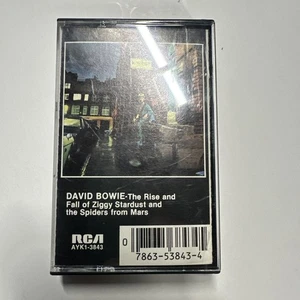 DAVID BOWIE-The Rise and
Fall of Ziggy Stardust and
the Spiders from Mars
RCA
AYK1-3843
0
7863-53843-4